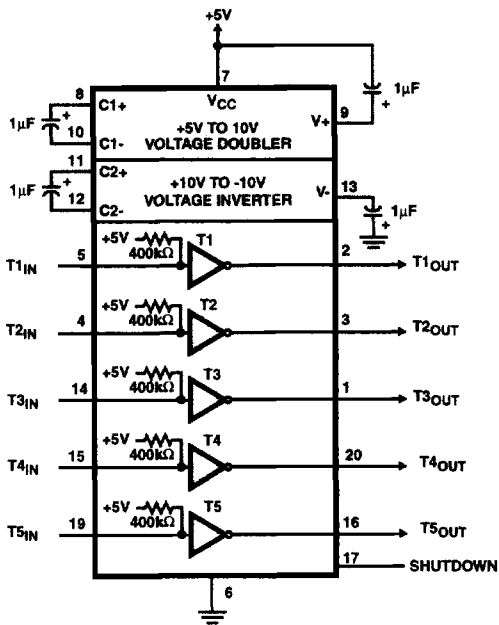 +5V
7
1µF
8
C1+
VCC
9
V+
+
1µF
+
+5V TO 10V
VOLTAGE DOUBLER
10
C1-
11
C2+
1µF
+
+10V TO -10V
VOLTAGE INVERTER
13
V-
12
C2-
1µF
+
+5V
400kΩ
T1
T1IN
5
2
T1OUT
+5V
400kΩ
T2
T2IN
4
3
T2OUT
+5V
400kΩ
T3
T3IN
14
1
T3OUT
+5V
400kΩ
T4
T4IN
15
20
T4OUT
+5V
400kΩ
T5
T5IN
19
16
T5OUT
17
SHUTDOWN
6